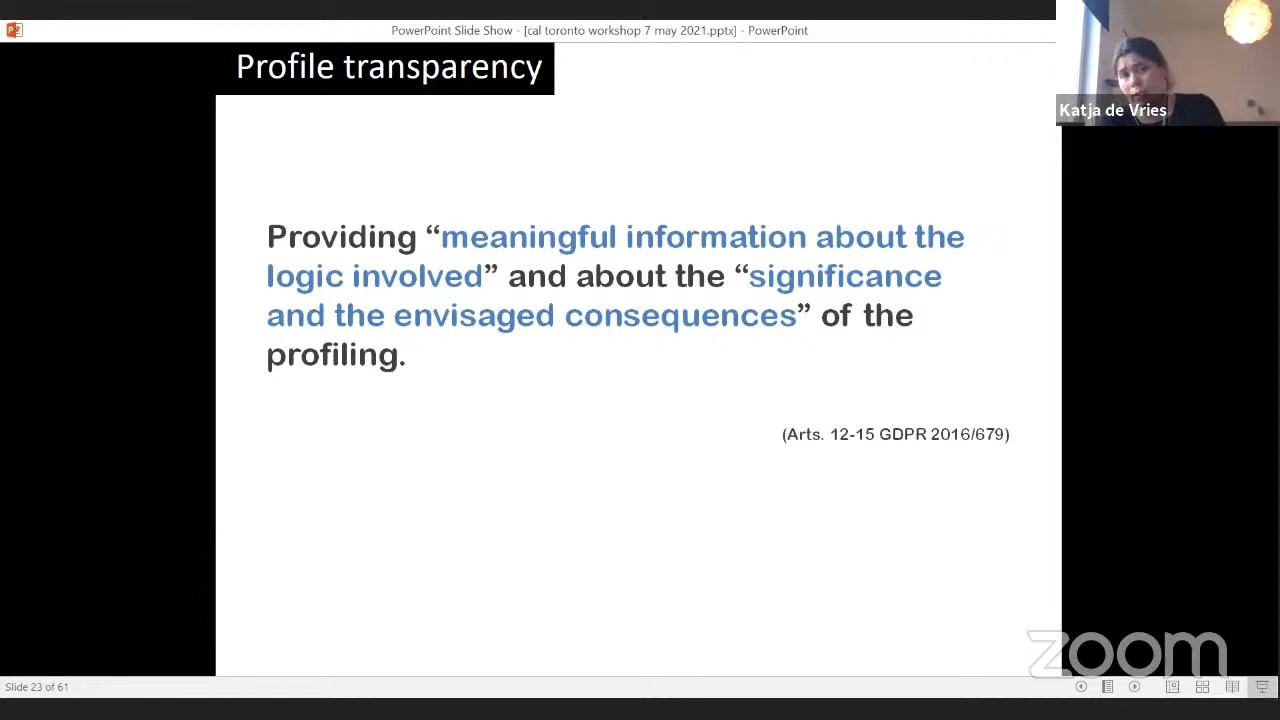 PowerPoint Slide Show - [cal toronto workshop 7 may 2021.pptx] - PowerPoint
Profile transparency
Katja de Vries
Providing “meaningful information about the
logic involved” and about the “significance
and the envisaged consequences” of the
profiling.
(Arts. 12-15 GDPR 2016/679)
zoom
Slide 23 of 61